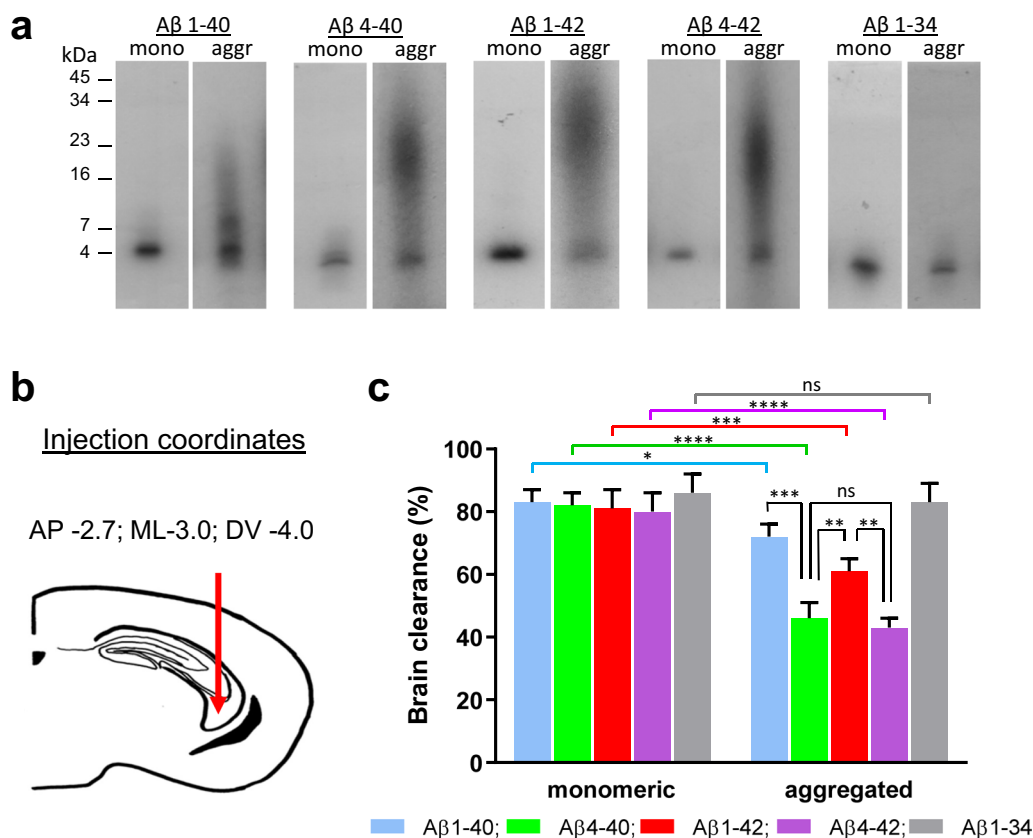 a
Aβ 1-40 Aβ 4-40 Aβ 1-42 Aβ 4-42 Aβ 1-34
mono aggr mono aggr mono aggr mono aggr mono aggr
kDa
45
34
23
16
7
4
b
Injection coordinates
AP -2.7; ML-3.0; DV -4.0
c
ns
****
***
****
*
*** ns
** **
Brain clearance (%)
100
80
60
40
20
0
monomeric aggregated
Aβ1-40; Aβ4-40; Aβ1-42; Aβ4-42; Aβ1-34